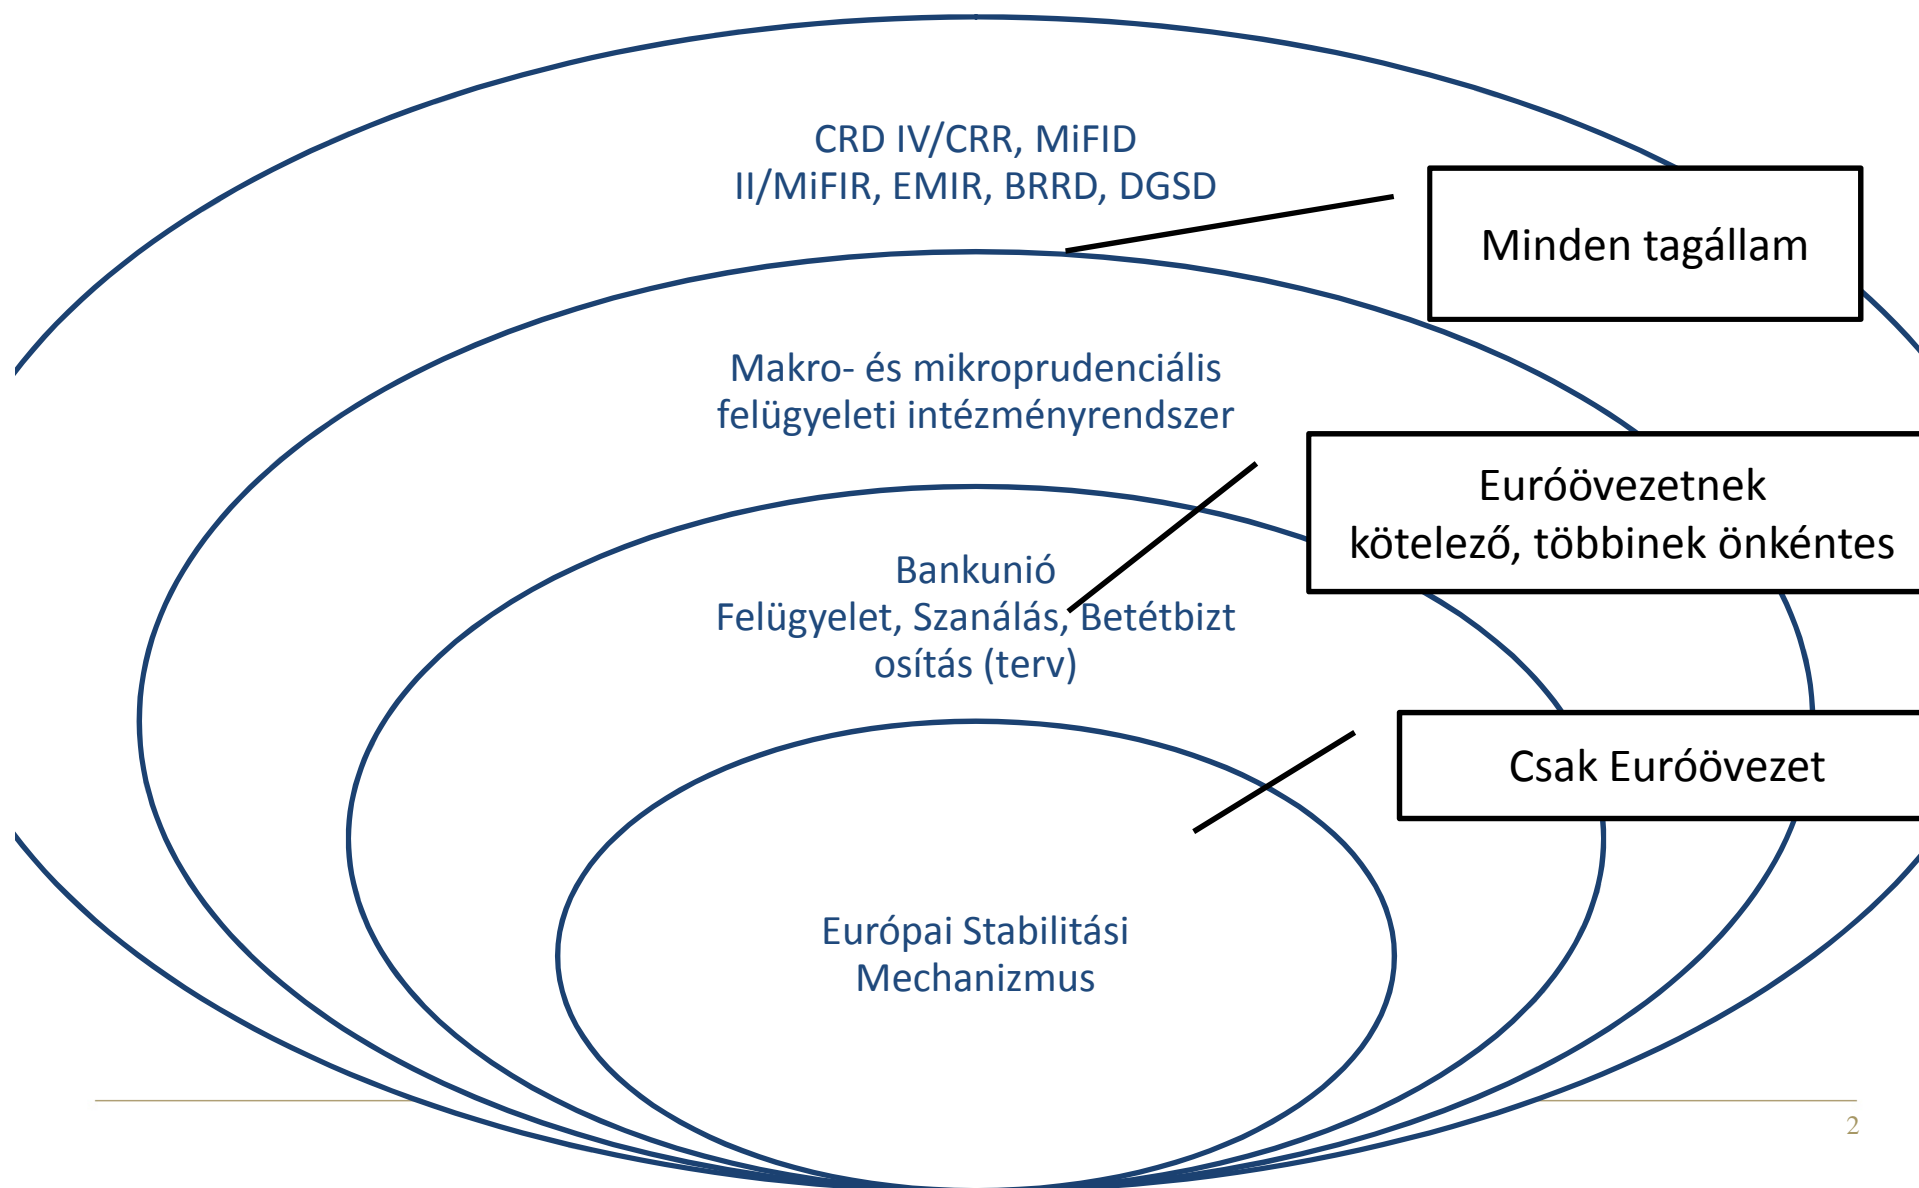 CRD IV/CRR, MiFID
II/MiFIR, EMIR, BRRD, DGSD
Minden tagállam
Makro- és mikroprudenciális
felügyeleti intézményrendszer
Euróövezetnek
kötelező, többinek önkéntes
Bankunió
Felügyelet, Szanálás, Betétbizt
osítás (terv)
Csak Euróövezet
Európai Stabilitási
Mechanizmus
2